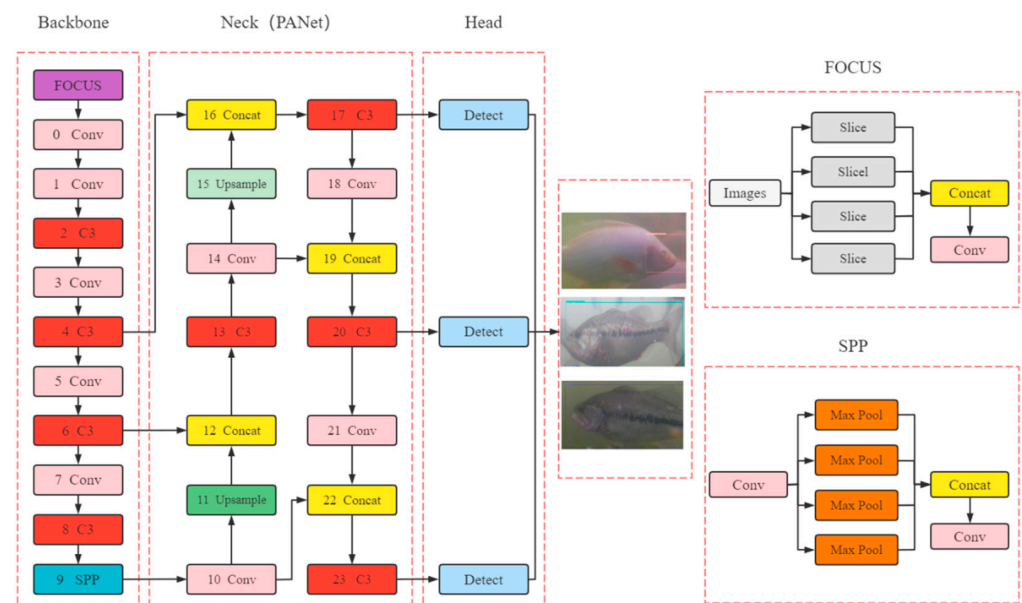 Backbone
Neck (PANet)
Head
FOCUS
0 Conv
1 Conv
2 C3
3 Conv
4 C3
5 Conv
6 C3
7 Conv
8 C3
9 SPP
16 Concat
15 Upsample
14 Conv
13 C3
12 Concat
11 Upsample
10 Conv
17 C3
18 Conv
19 Concat
20 C3
21 Conv
22 Concat
23 C3
Detect
Detect
Detect
FOCUS
Images
Slice
Slicel
Slice
Slice
Concat
Conv
SPP
Conv
Max Pool
Max Pool
Max Pool
Max Pool
Concat
Conv